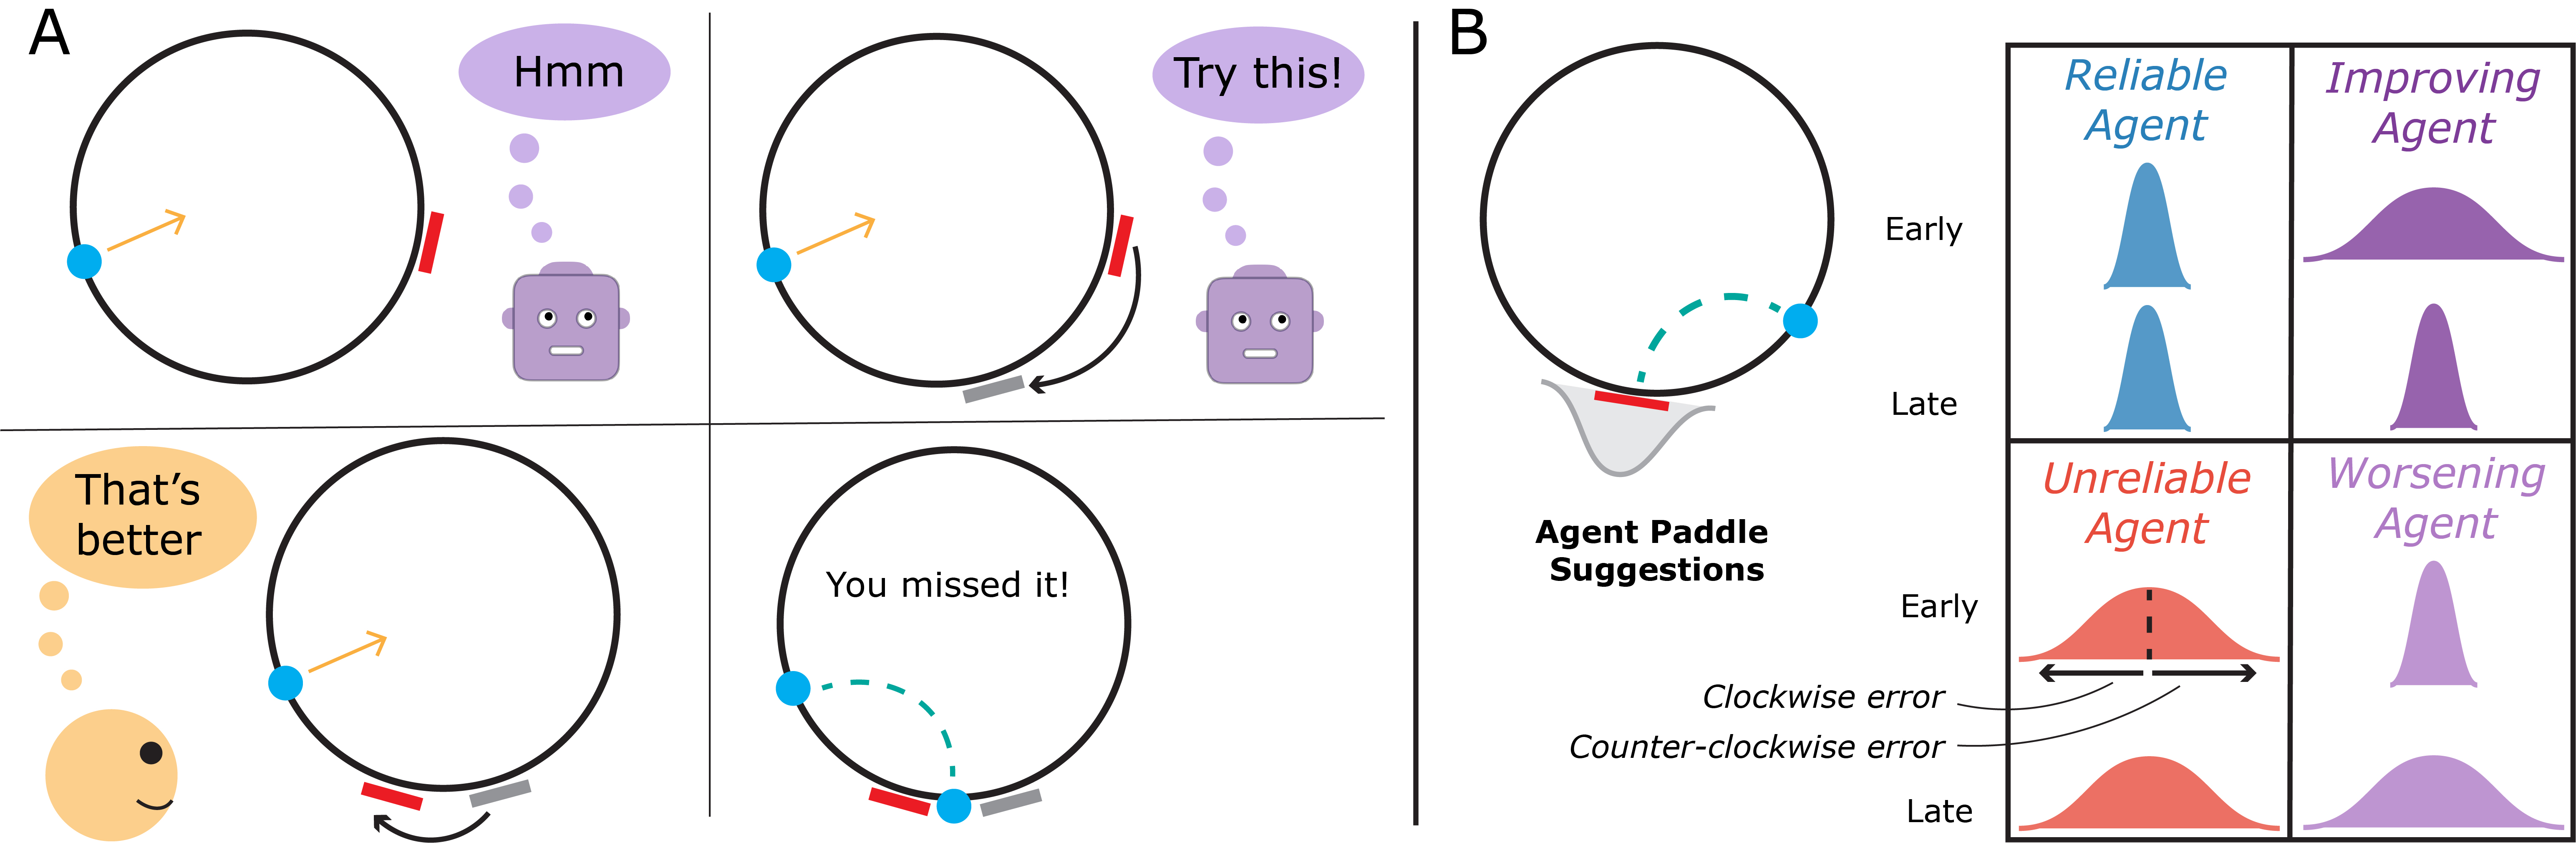 A
Hmm
Try this!
That's
better
You missed it!
B
Agent Paddle
Suggestions
Reliable
Agent
Improving
Agent
Early
Late
Unreliable
Agent
Worsening
Agent
Early
Clockwise error
Counter-clockwise error
Late